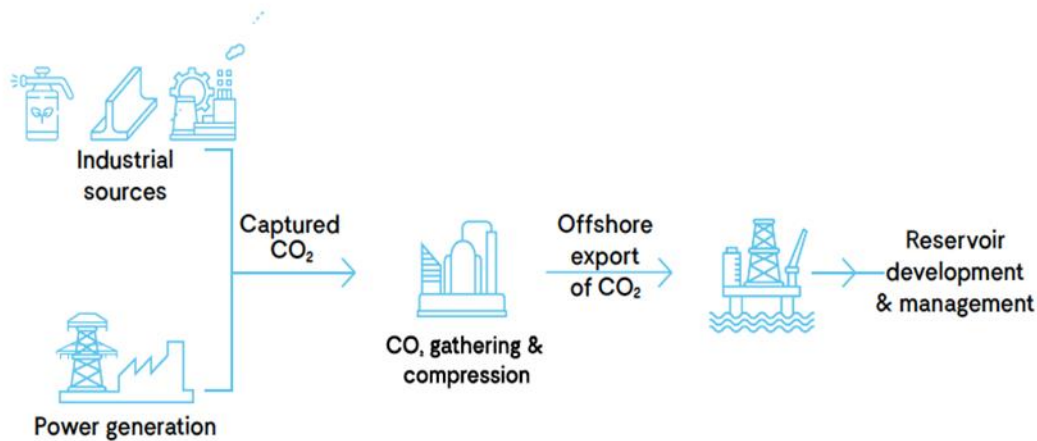 Industrial
sources
Captured
CO₂
Offshore
export
of CO₂
Reservoir
development
& management
CO, gathering &
compression
Power generation